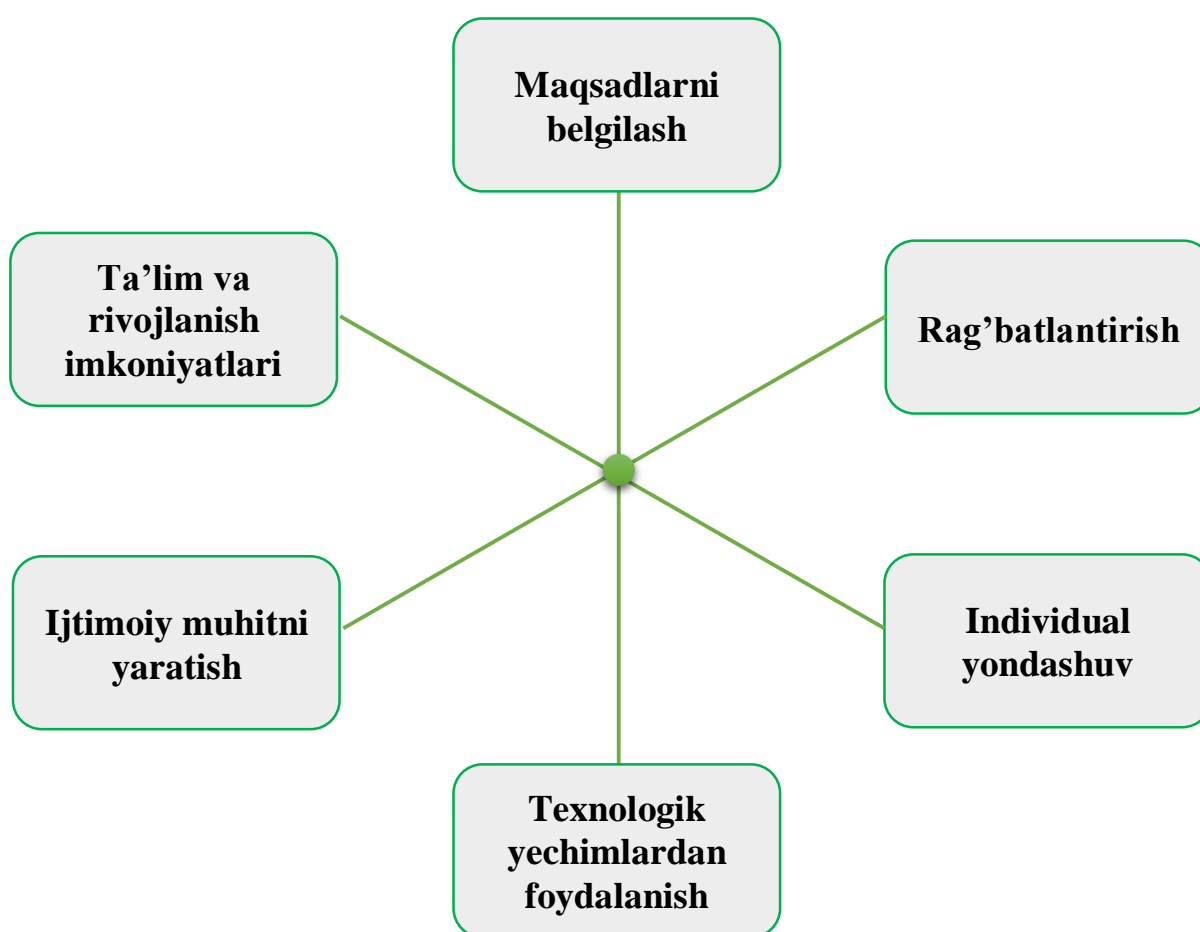 Maqsadlarni
belgilash
Ta’lim va
rivojlanish
imkoniyatlari
Rag’batlantirish
Ijtimoiy muhitni
yaratish
Individual
yondashuv
Texnologik
yechimlardan
foydalanish